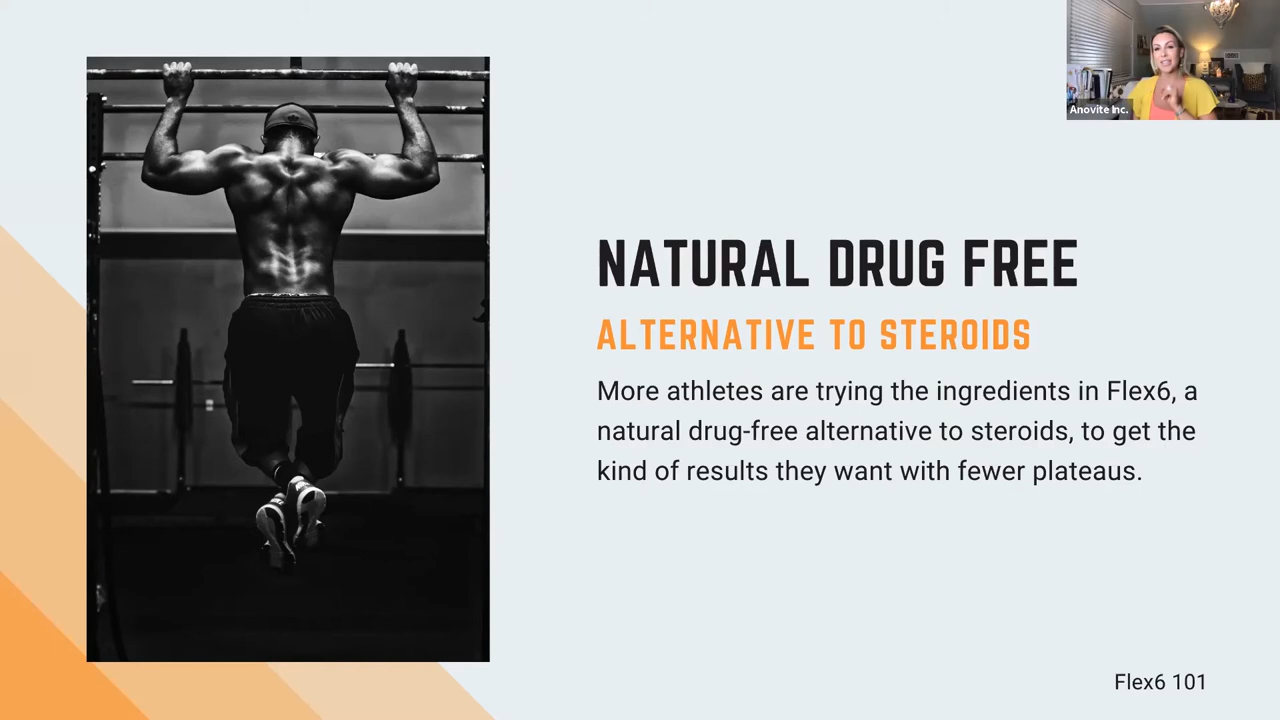 Anovite Inc.
NATURAL DRUG FREE
ALTERNATIVE TO STEROIDS
More athletes are trying the ingredients in Flex6, a
natural drug-free alternative to steroids, to get the
kind of results they want with fewer plateaus.
Flex6 101